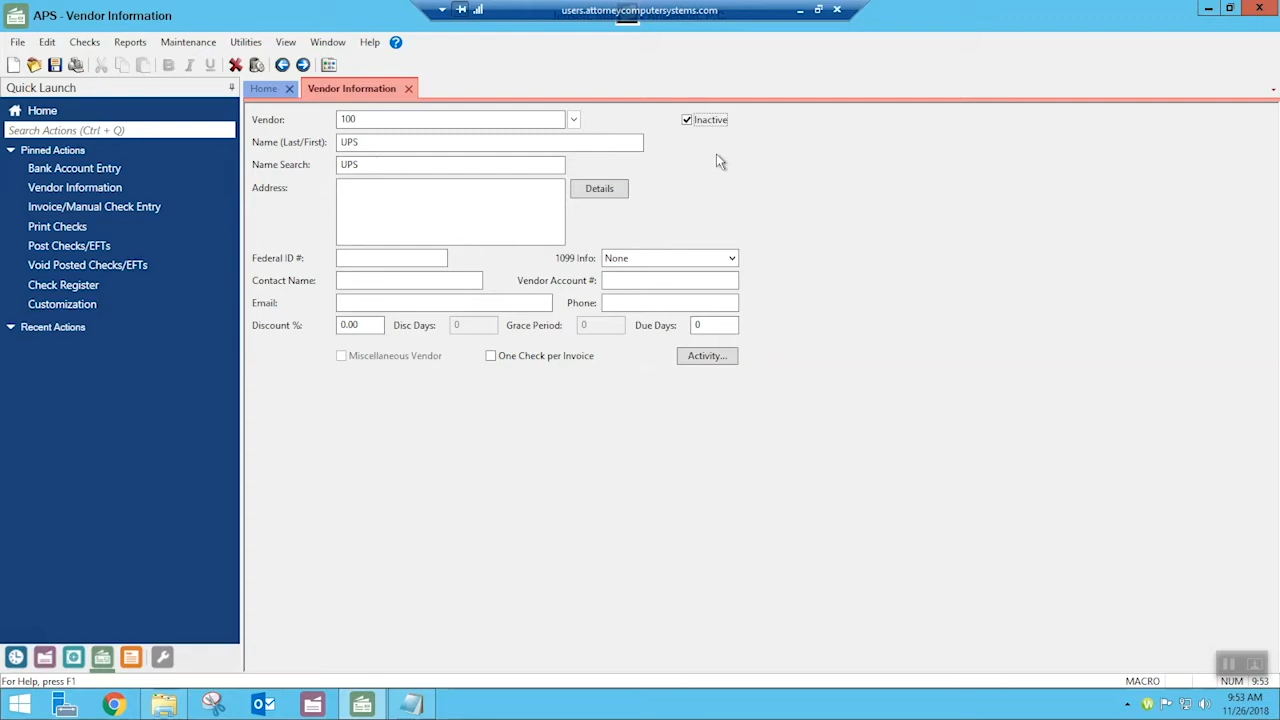 APS - Vendor Information
users.attorneycomputersystems.com
File Edit Checks Reports Maintenance Utilities View Window Help
Quick Launch
Home
Vendor Information
Home
Search Actions (Ctrl + Q)
Pinned Actions
Bank Account Entry
Vendor Information
Invoice/Manual Check Entry
Print Checks
Post Checks/EFTs
Void Posted Checks/EFTs
Check Register
Customization
Recent Actions
Vendor: 100 Inactive
Name (Last/First): UPS
Name Search: UPS
Address: Details
Federal ID #: 1099 Info: None
Contact Name: Vendor Account #:
Email: Phone:
Discount %: 0.00 Disc Days: 0 Grace Period: 0 Due Days: 0
Miscellaneous Vendor One Check per Invoice Activity...
For Help, press F1
MACRO NUM 9:53
9:53 AM
11/26/2018